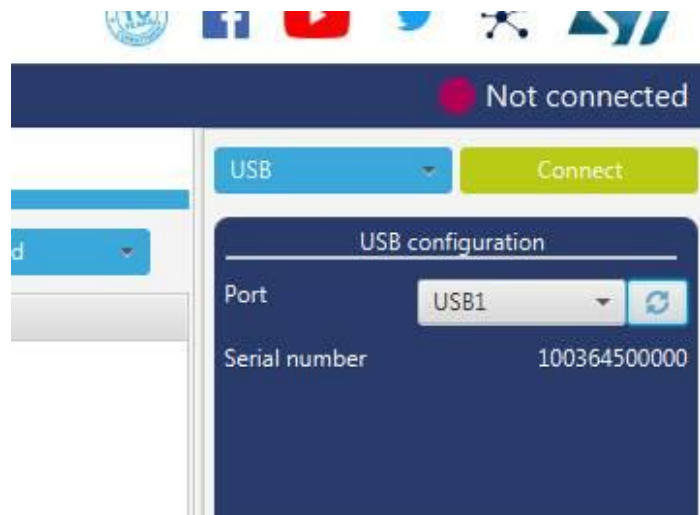 Not connected
USB
Connect
d
USB configuration
Port
USB1
Serial number
100364500000